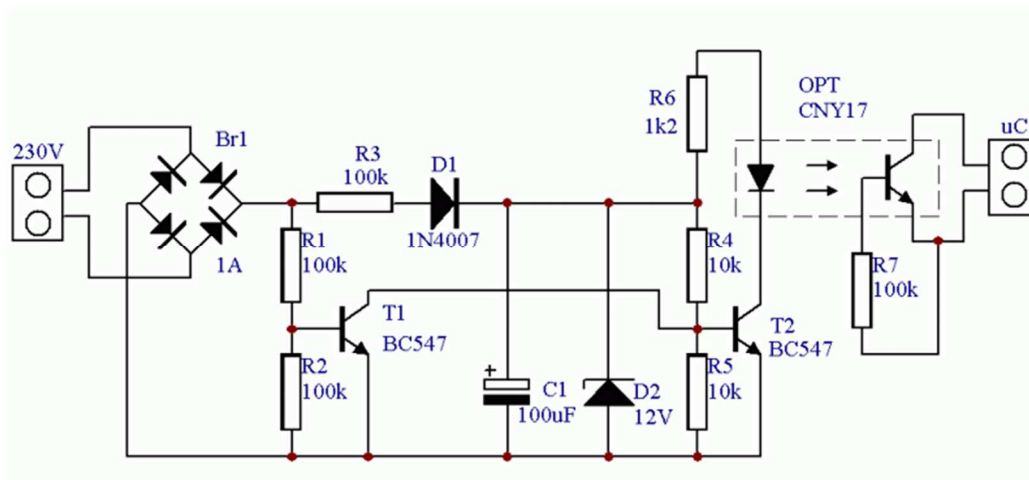 230V
Br1
1A
R3
100k
D1
1N4007
R1
100k
R2
100k
T1
BC547
C1
100uF
+
D2
12V
R6
1k2
R4
10k
R5
10k
T2
BC547
OPT
CNY17
R7
100k
uC